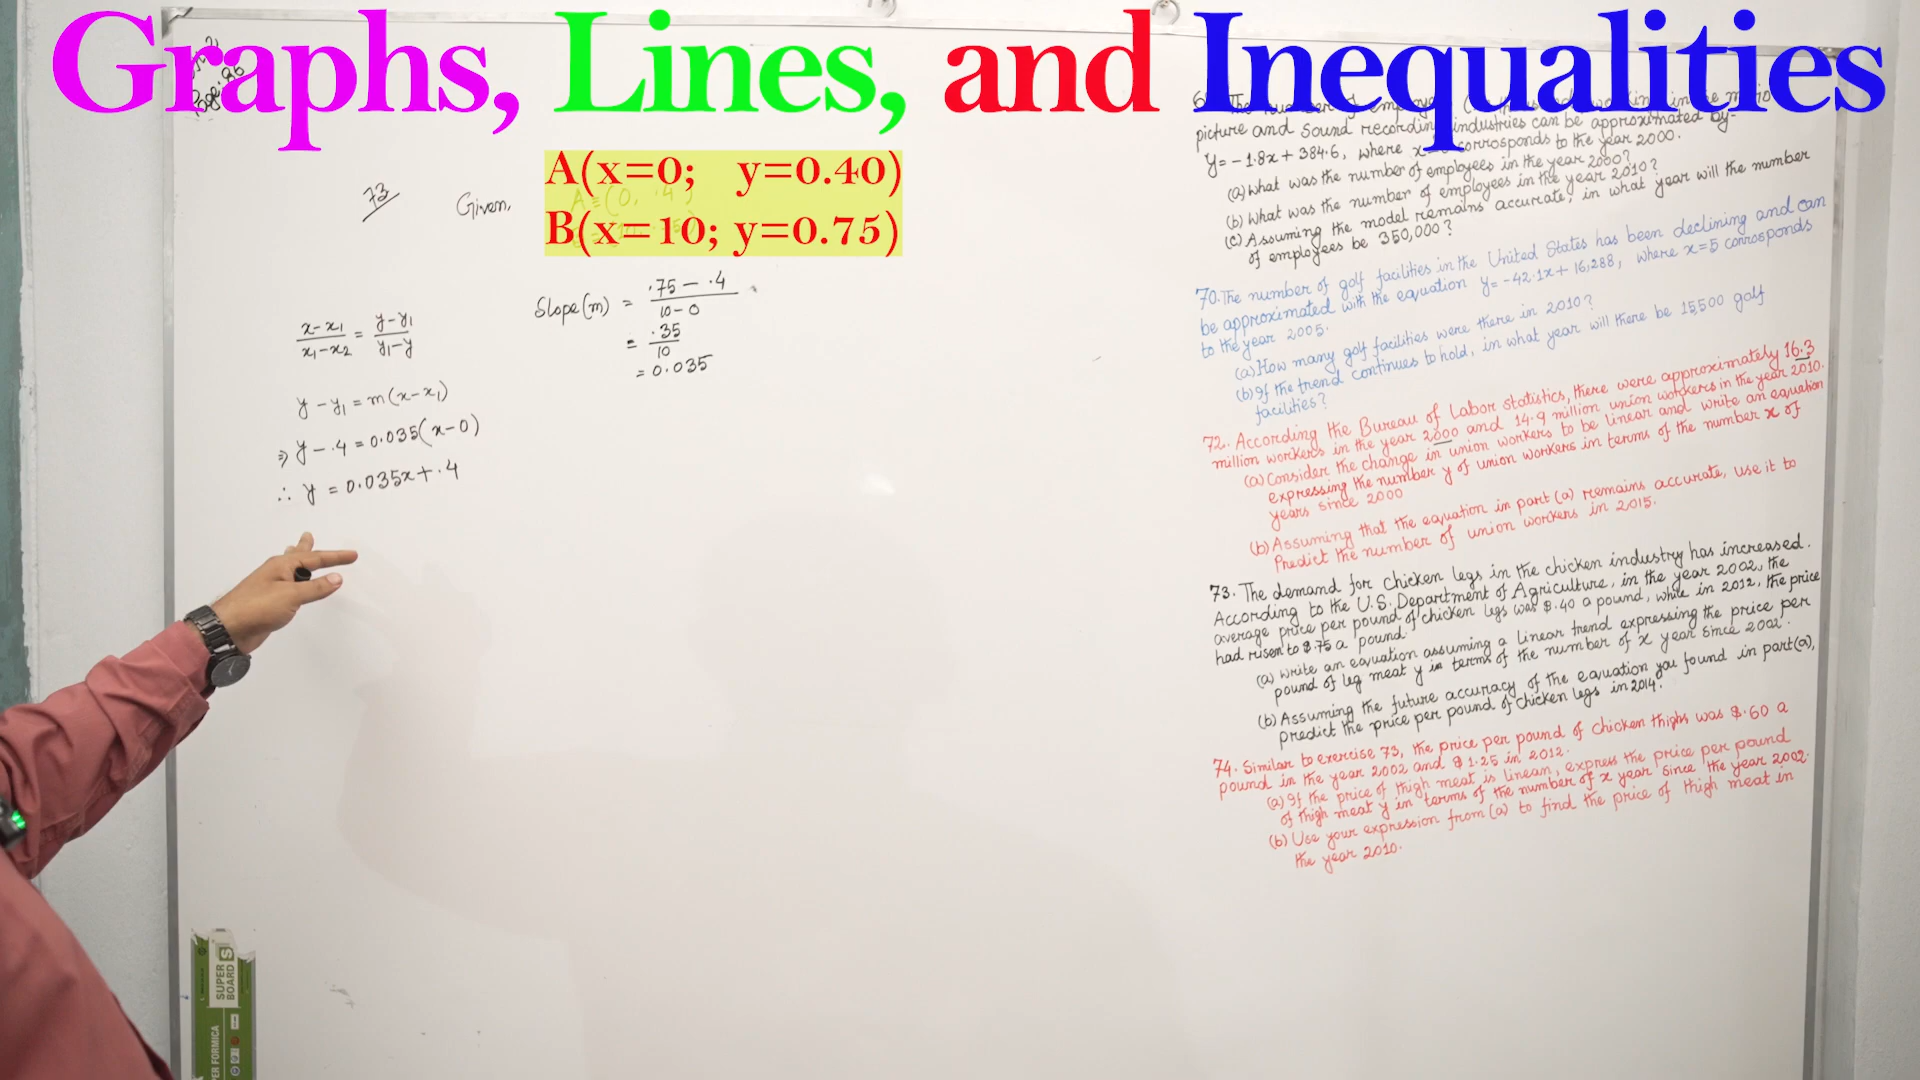 Graphs, Lines, and Inequalities
A(x=0; y=0.40)
B(x=10; y=0.75)
73
Given,
Slope(m) = .75 - .4 / 10 - 0
= .35 / 10
= 0.035
x-x1 / x1-x2 = y-y1 / y1-y
y-y1 = m(x-x1)
⇒ y - .4 = 0.035(x-0)
∴ y = 0.035x + .4
picture and sound recording industries can be approximated by-
y = -1.8x + 384.6, where x corrosponds to the year 2000.
(a) What was the number of employees in the year 2000?
(b) What was the number of employees in the year 2010?
(c) Assuming the model remains accurate, in what year will the number
of employees be 350,000?
70. The number of golf facilities in the United States has been declining and can
be approximated with the equation y = -42.1x + 16,288, where x=5 corrosponds
to the year 2005.
(a) How many golf facilities were there in 2010?
(b) If the trend continues to hold, in what year will there be 15,500 golf
facilities?
72. According the Bureau of Labor statistics, there were approximately 16.3
million workers in the year 2000 and 14.9 million union workers in the year 2010.
(a) Consider the change in union workers to be linear and write an equation
expressing the number y of union workers in terms of the number x of
years since 2000
(b) Assuming that the equation in part (a) remains accurate, use it to
Predict the number of union workers in 2015.
73. The demand for chicken legs in the chicken industry has increased.
According to the U.S. Department of Agriculture, in the year 2002, the
average price per pound of chicken legs was $.40 a pound, while in 2012, the price
had risen to $.75 a pound.
(a) write an equation assuming a linear trend expressing the price per
pound of leg meat y in terms of the number of x year since 2002.
(b) Assuming the future accuracy of the equation you found in part(a),
predict the price per pound of chicken legs in 2014.
74. Similar to exercise 73, the price per pound of chicken thighs was $.60 a
pound in the year 2002 and $1.25 in 2012.
(a) If the price of thigh meat is linear, express the price per pound
of thigh meat y in terms of the number of x year since the year 2002.
(b) Use your expression from (a) to find the price of thigh meat in
the year 2010.
SUPER
BOARD S
PER FORMICA